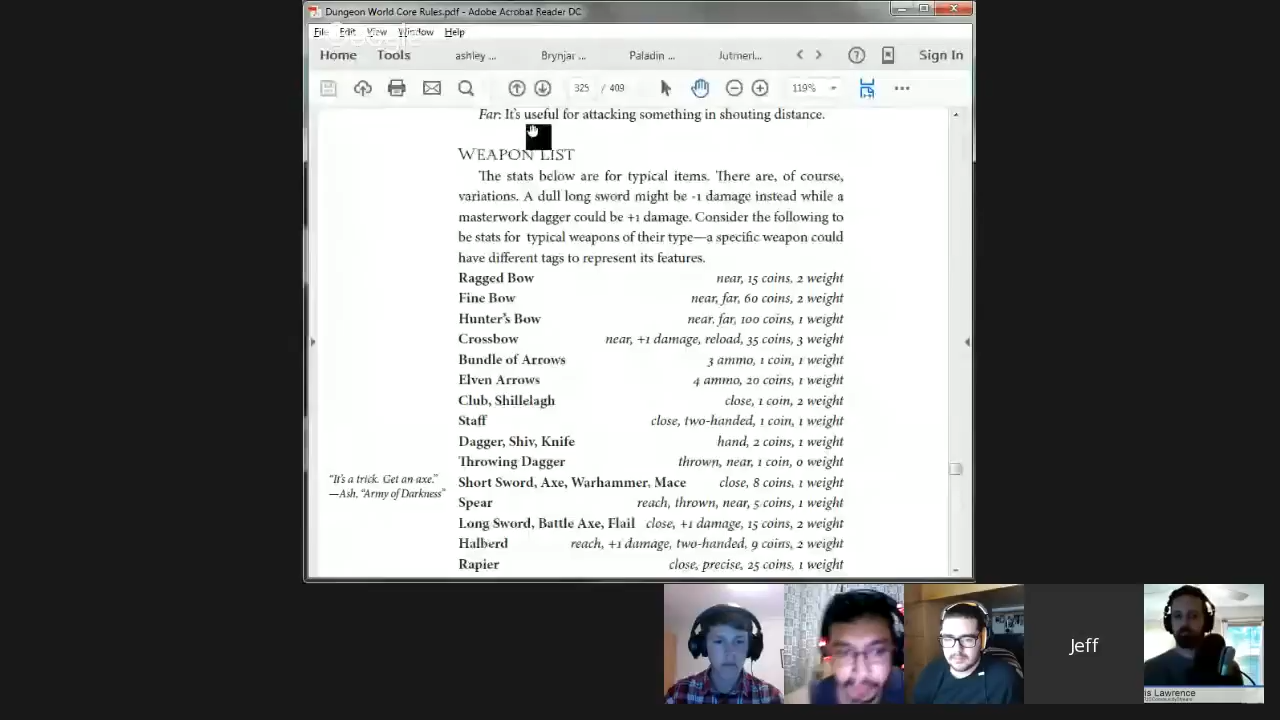 Dungeon World Core Rules.pdf - Adobe Acrobat Reader DC
File Edit View Window Help
Home Tools ashley ... Brynjar ... Paladin ... Jutmerl... Sign In
325 / 409 119%
Far: It's useful for attacking something in shouting distance.
WEAPON LIST
The stats below are for typical items. There are, of course,
variations. A dull long sword might be -1 damage instead while a
masterwork dagger could be +1 damage. Consider the following to
be stats for typical weapons of their type—a specific weapon could
have different tags to represent its features.
Ragged Bow near, 15 coins, 2 weight
Fine Bow near, far, 60 coins, 2 weight
Hunter's Bow near, far, 100 coins, 1 weight
Crossbow near, +1 damage, reload, 35 coins, 3 weight
Bundle of Arrows 3 ammo, 1 coin, 1 weight
Elven Arrows 4 ammo, 20 coins, 1 weight
Club, Shillelagh close, 1 coin, 2 weight
Staff close, two-handed, 1 coin, 1 weight
Dagger, Shiv, Knife hand, 2 coins, 1 weight
Throwing Dagger thrown, near, 1 coin, 0 weight
"It's a trick. Get an axe."
—Ash, "Army of Darkness"
Short Sword, Axe, Warhammer, Mace close, 8 coins, 1 weight
Spear reach, thrown, near, 5 coins, 1 weight
Long Sword, Battle Axe, Flail close, +1 damage, 15 coins, 2 weight
Halberd reach, +1 damage, two-handed, 9 coins, 2 weight
Rapier close, precise, 25 coins, 1 weight
Jeff
is Lawrence